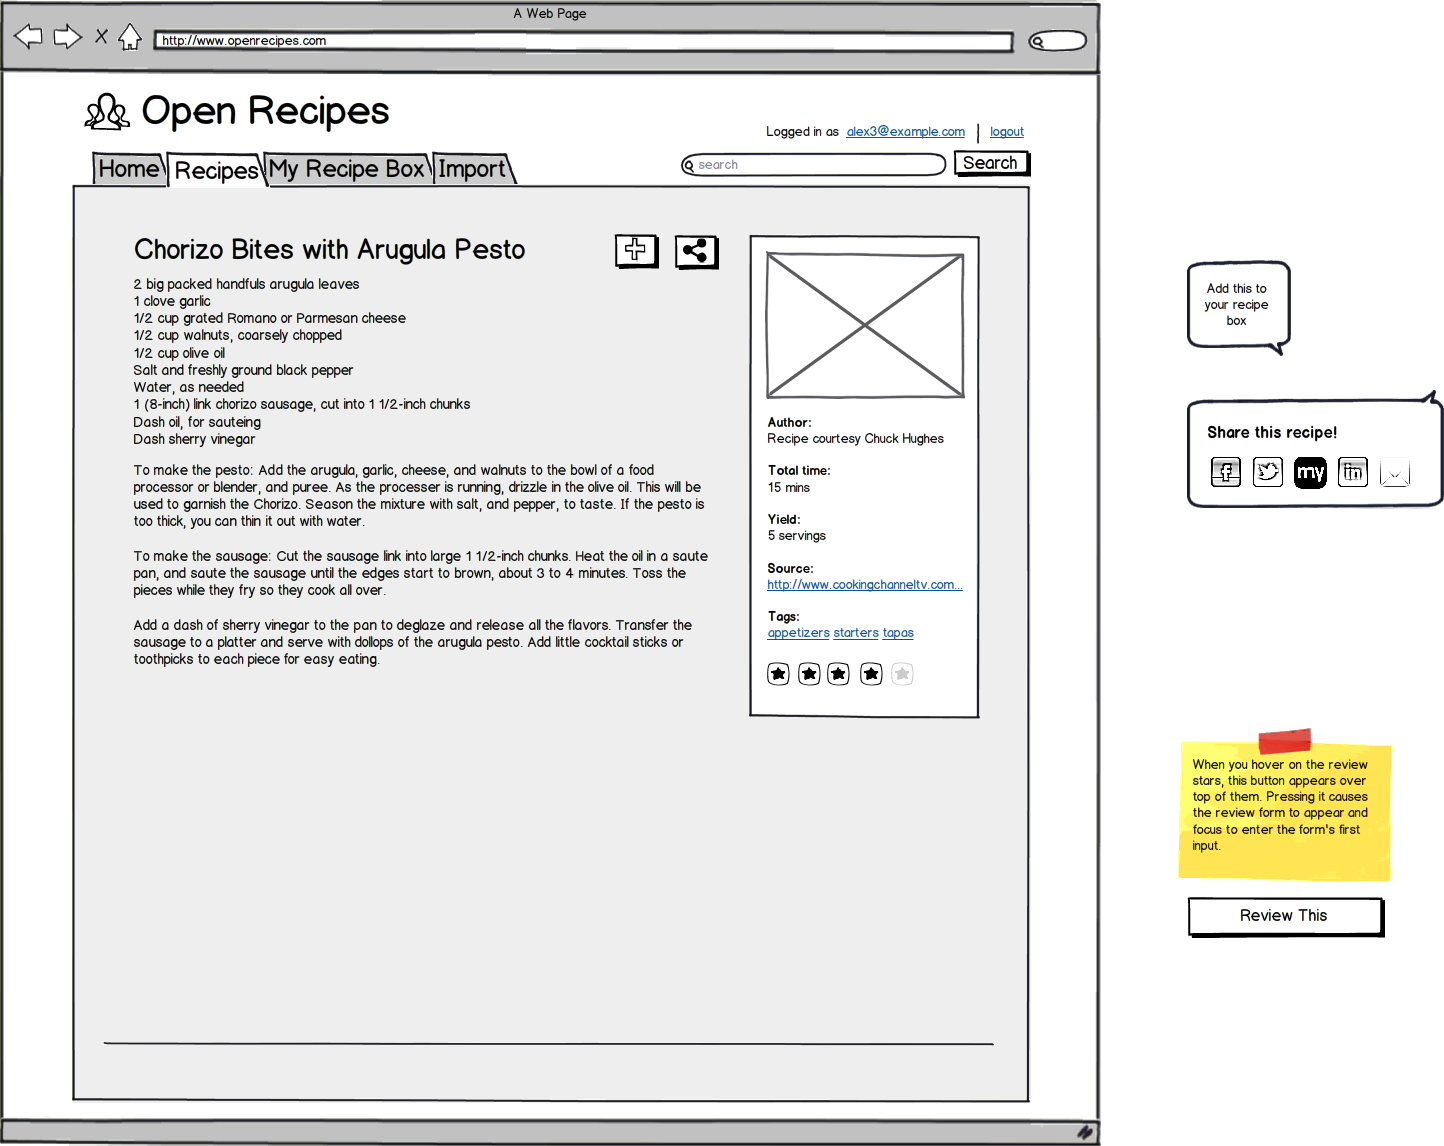 A Web Page
http://www.openrecipes.com
Open Recipes
Logged in as alex3@example.com | logout
Home Recipes My Recipe Box Import
search
Search
Chorizo Bites with Arugula Pesto
2 big packed handfuls arugula leaves
1 clove garlic
1/2 cup grated Romano or Parmesan cheese
1/2 cup walnuts, coarsely chopped
1/2 cup olive oil
Salt and freshly ground black pepper
Water, as needed
1 (8-inch) link chorizo sausage, cut into 1 1/2-inch chunks
Dash oil, for sauteing
Dash sherry vinegar
To make the pesto: Add the arugula, garlic, cheese, and walnuts to the bowl of a food
processor or blender, and puree. As the processer is running, drizzle in the olive oil. This will be
used to garnish the Chorizo. Season the mixture with salt, and pepper, to taste. If the pesto is
too thick, you can thin it out with water.
To make the sausage: Cut the sausage link into large 1 1/2-inch chunks. Heat the oil in a saute
pan, and saute the sausage until the edges start to brown, about 3 to 4 minutes. Toss the
pieces while they fry so they cook all over.
Add a dash of sherry vinegar to the pan to deglaze and release all the flavors. Transfer the
sausage to a platter and serve with dollops of the arugula pesto. Add little cocktail sticks or
toothpicks to each piece for easy eating.
Author:
Recipe courtesy Chuck Hughes
Total time:
15 mins
Yield:
5 servings
Source:
http://www.cookingchanneltv.com...
Tags:
appetizers starters tapas
Add this to
your recipe
box
Share this recipe!
f my in
When you hover on the review
stars, this button appears over
top of them. Pressing it causes
the review form to appear and
focus to enter the form's first
input.
Review This